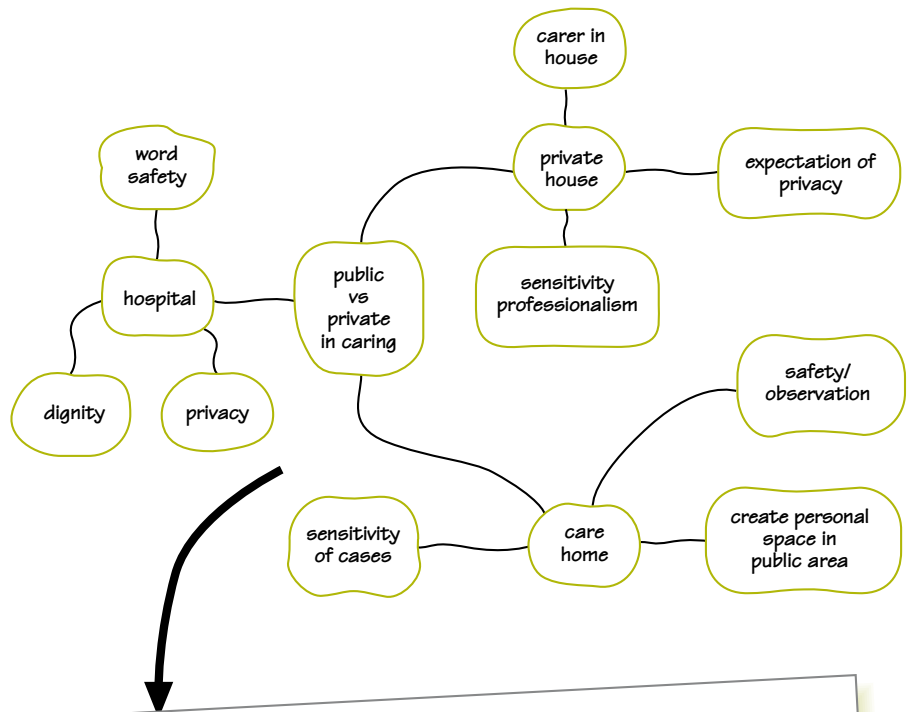 carer in
house
word
safety
private
house
expectation of
privacy
public
vs
private
in caring
hospital
sensitivity
professionalism
dignity
privacy
safety/
observation
sensitivity
of cases
care
home
create personal
space in
public area